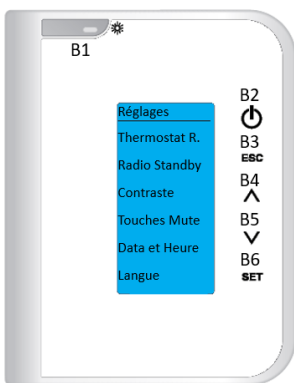 B1
B2
Réglages
B3
Thermostat R.
ESC
Radio Standby
B4
Contraste
Touches Mute
B5
Data et Heure
B6
Langue
SET